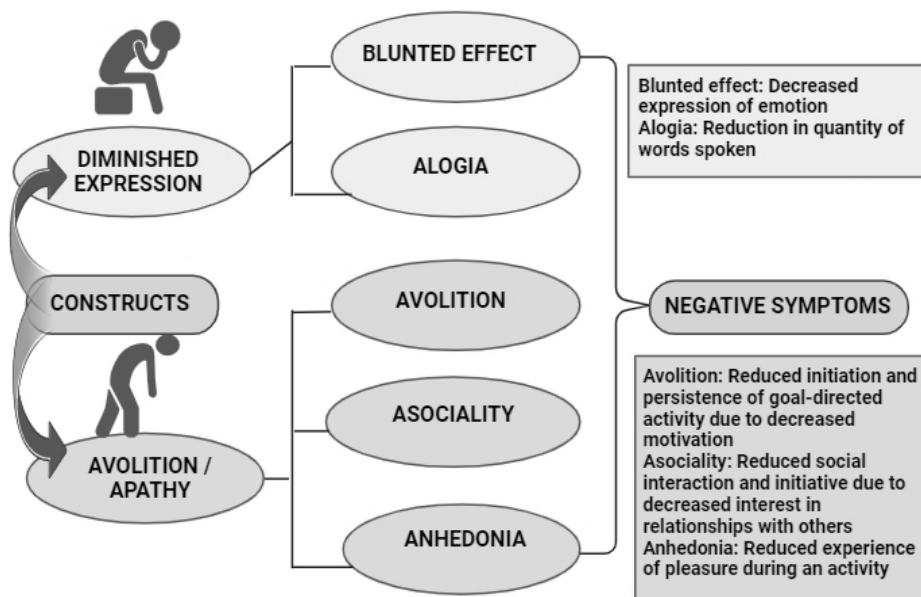 BLUNTED EFFECT
Blunted effect: Decreased
expression of emotion
Alogia: Reduction in quantity of
words spoken
DIMINISHED
EXPRESSION
ALOGIA
CONSTRUCTS
AVOLITION
NEGATIVE SYMPTOMS
ASOCIALITY
AVOLITION /
APATHY
ANHEDONIA
Avolition: Reduced initiation and
persistence of goal-directed
activity due to decreased
motivation
Asociality: Reduced social
interaction and initiative due to
decreased interest in
relationships with others
Anhedonia: Reduced experience
of pleasure during an activity